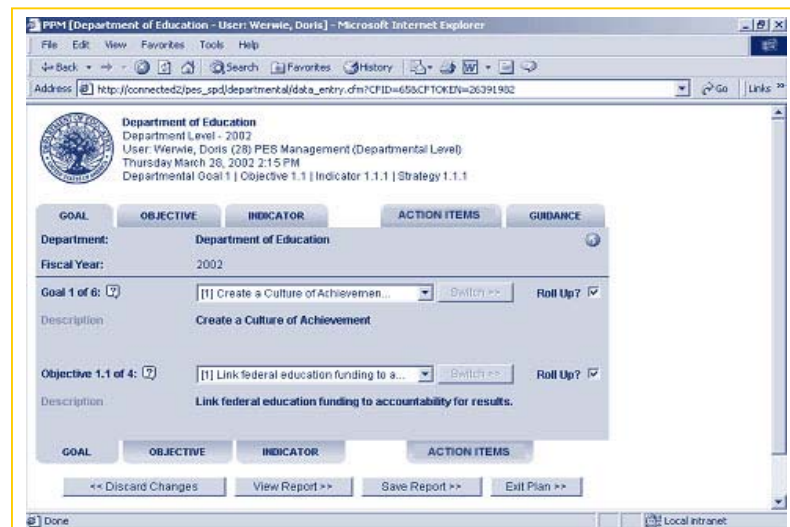 PPM [Department of Education - User: Werwie, Doris] - Microsoft Internet Explorer
File Edit View Favorites Tools Help
Back Search Favorites History
Address http://connected2/pes_spd/departmental/data_entry.cfm?CFID=65&CFTOKEN=26391982 Go Links »
Department of Education
Department Level - 2002
User: Werwie, Doris (28) PES Management (Departmental Level)
Thursday March 28, 2002 2:15 PM
Departmental Goal 1 | Objective 1.1 | Indicator 1.1.1 | Strategy 1.1.1
GOAL OBJECTIVE INDICATOR ACTION ITEMS GUIDANCE
Department: Department of Education
Fiscal Year: 2002
Goal 1 of 6: [?] [1] Create a Culture of Achievemen... Switch >> Roll Up?
Description Create a Culture of Achievement
Objective 1.1 of 4: [?] [1] Link federal education funding to a... Switch >> Roll Up?
Description Link federal education funding to accountability for results.
GOAL OBJECTIVE INDICATOR ACTION ITEMS
<< Discard Changes View Report >> Save Report >> Exit Plan >>
Done Local intranet